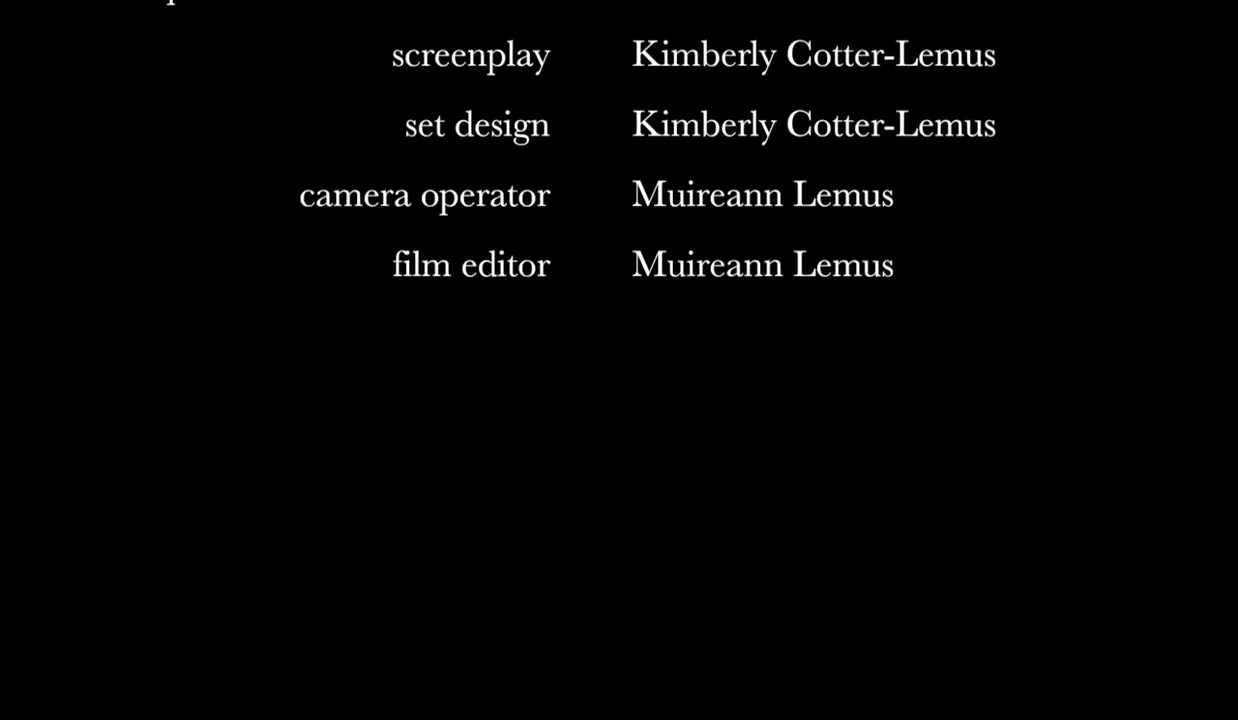 screenplay Kimberly Cotter-Lemus
set design Kimberly Cotter-Lemus
camera operator Muireann Lemus
film editor Muireann Lemus